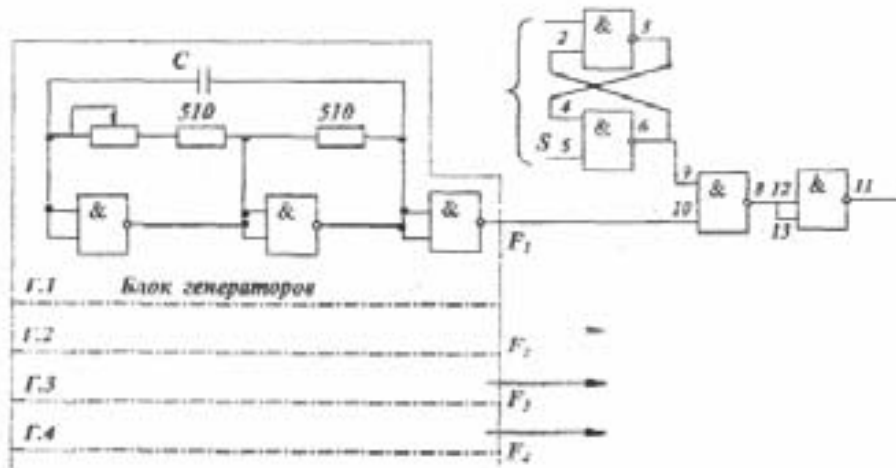 & 3
2
C
4
510 510
& 6
S 5
9
& 8 12 & 11
10
13
& & &
F₁
Г.1 Блок генераторов
Г.2
F₂
Г.3
F₃
Г.4
F₄